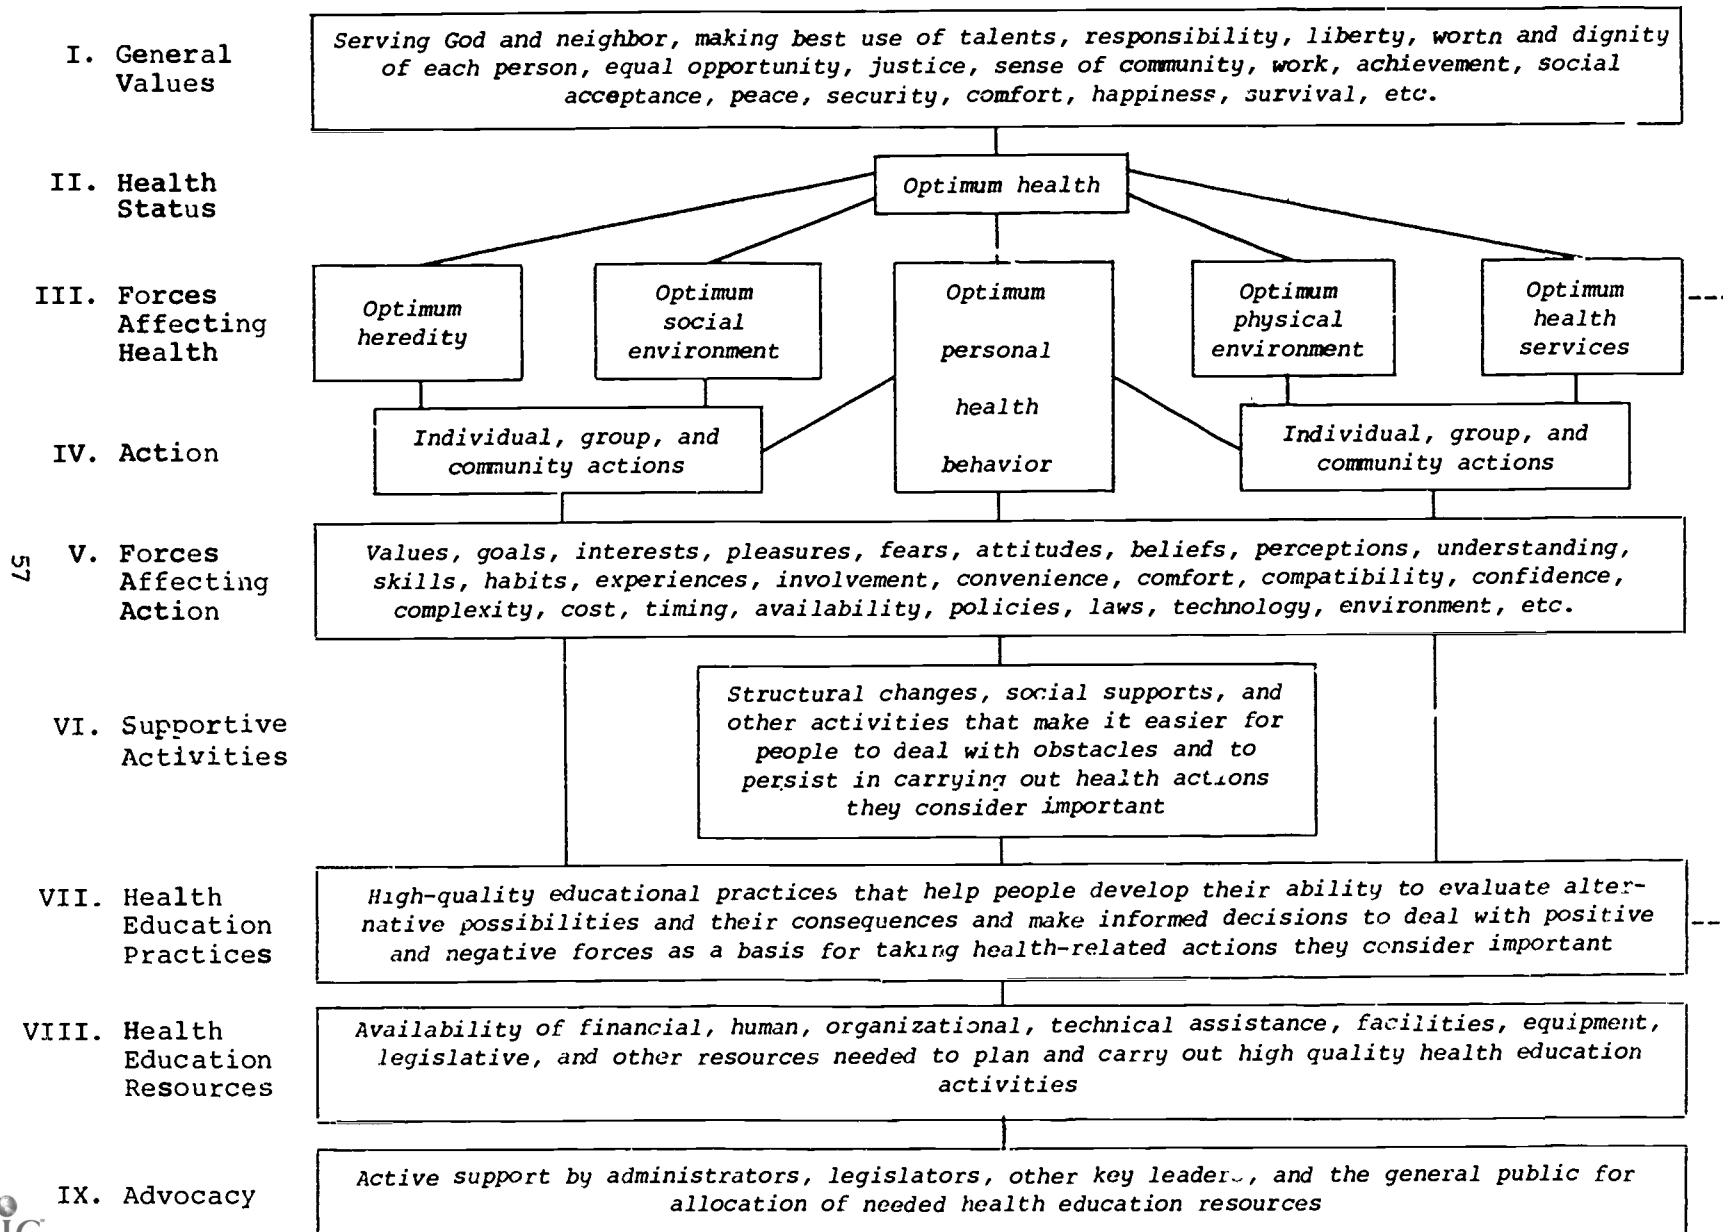 I. General
Values
Serving God and neighbor, making best use of talents, responsibility, liberty, wortn and dignity
of each person, equal opportunity, justice, sense of community, work, achievement, social
acceptance, peace, security, comfort, happiness, survival, etc.
II. Health
Status
Optimum health
III. Forces
Affecting
Health
Optimum
heredity
Optimum
social
environment
Optimum
personal
health
behavior
Optimum
physical
environment
Optimum
health
services
IV. Action
Individual, group, and
community actions
Individual, group, and
community actions
V. Forces
Affecting
Action
Values, goals, interests, pleasures, fears, attitudes, beliefs, perceptions, understanding,
skills, habits, experiences, involvement, convenience, comfort, compatibility, confidence,
complexity, cost, timing, availability, policies, laws, technology, environment, etc.
57
VI. Supportive
Activities
Structural changes, social supports, and
other activities that make it easier for
people to deal with obstacles and to
persist in carrying out health actions
they consider important
VII. Health
Education
Practices
High-quality educational practices that help people develop their ability to evaluate alter-
native possibilities and their consequences and make informed decisions to deal with positive
and negative forces as a basis for taking health-related actions they consider important
VIII. Health
Education
Resources
Availability of financial, human, organizational, technical assistance, facilities, equipment,
legislative, and other resources needed to plan and carry out high quality health education
activities
IX. Advocacy
Active support by administrators, legislators, other key leaders, and the general public for
allocation of needed health education resources